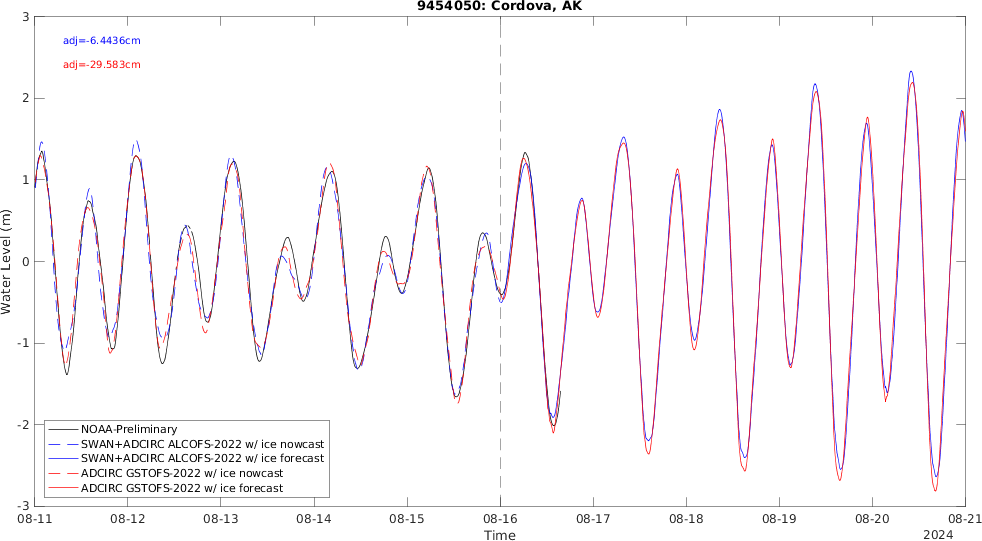 9454050: Cordova, AK
adj=-6.4436cm
adj=-29.583cm
Water Level (m)
3
2
1
0
-1
-2
-3
NOAA-Preliminary
SWAN+ADCIRC ALCOFS-2022 w/ ice nowcast
SWAN+ADCIRC ALCOFS-2022 w/ ice forecast
ADCIRC GSTOFS-2022 w/ ice nowcast
ADCIRC GSTOFS-2022 w/ ice forecast
08-11 08-12 08-13 08-14 08-15 08-16 08-17 08-18 08-19 08-20 08-21
Time
2024